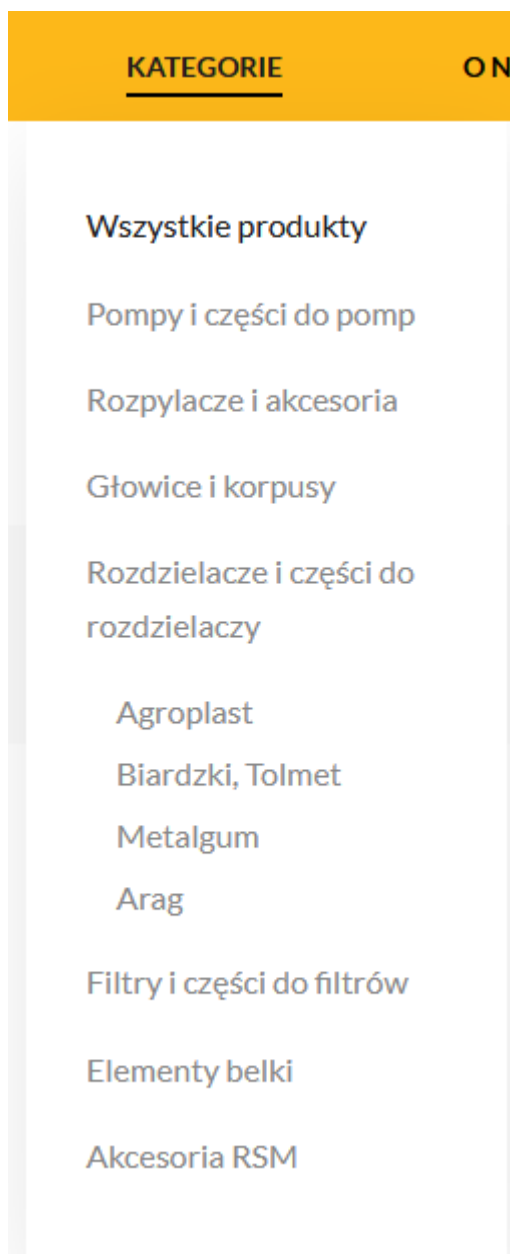 KATEGORIE O N
Wszystkie produkty
Pompy i części do pomp
Rozpylacze i akcesoria
Głowice i korpusy
Rozdzielacze i części do
rozdzielaczy
Agroplast
Biardzki, Tolmet
Metalgum
Arag
Filtry i części do filtrów
Elementy belki
Akcesoria RSM